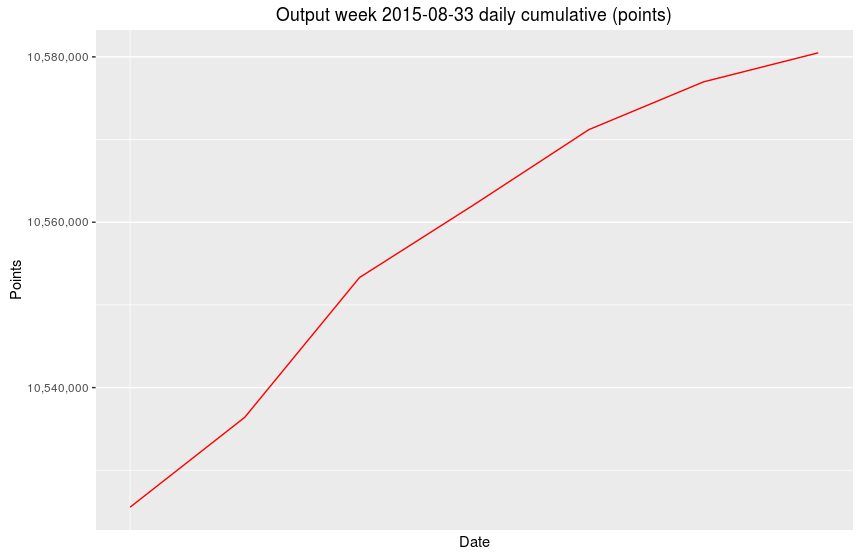 Output week 2015-08-33 daily cumulative (points)
10,580,000
10,560,000
10,540,000
Points
Date